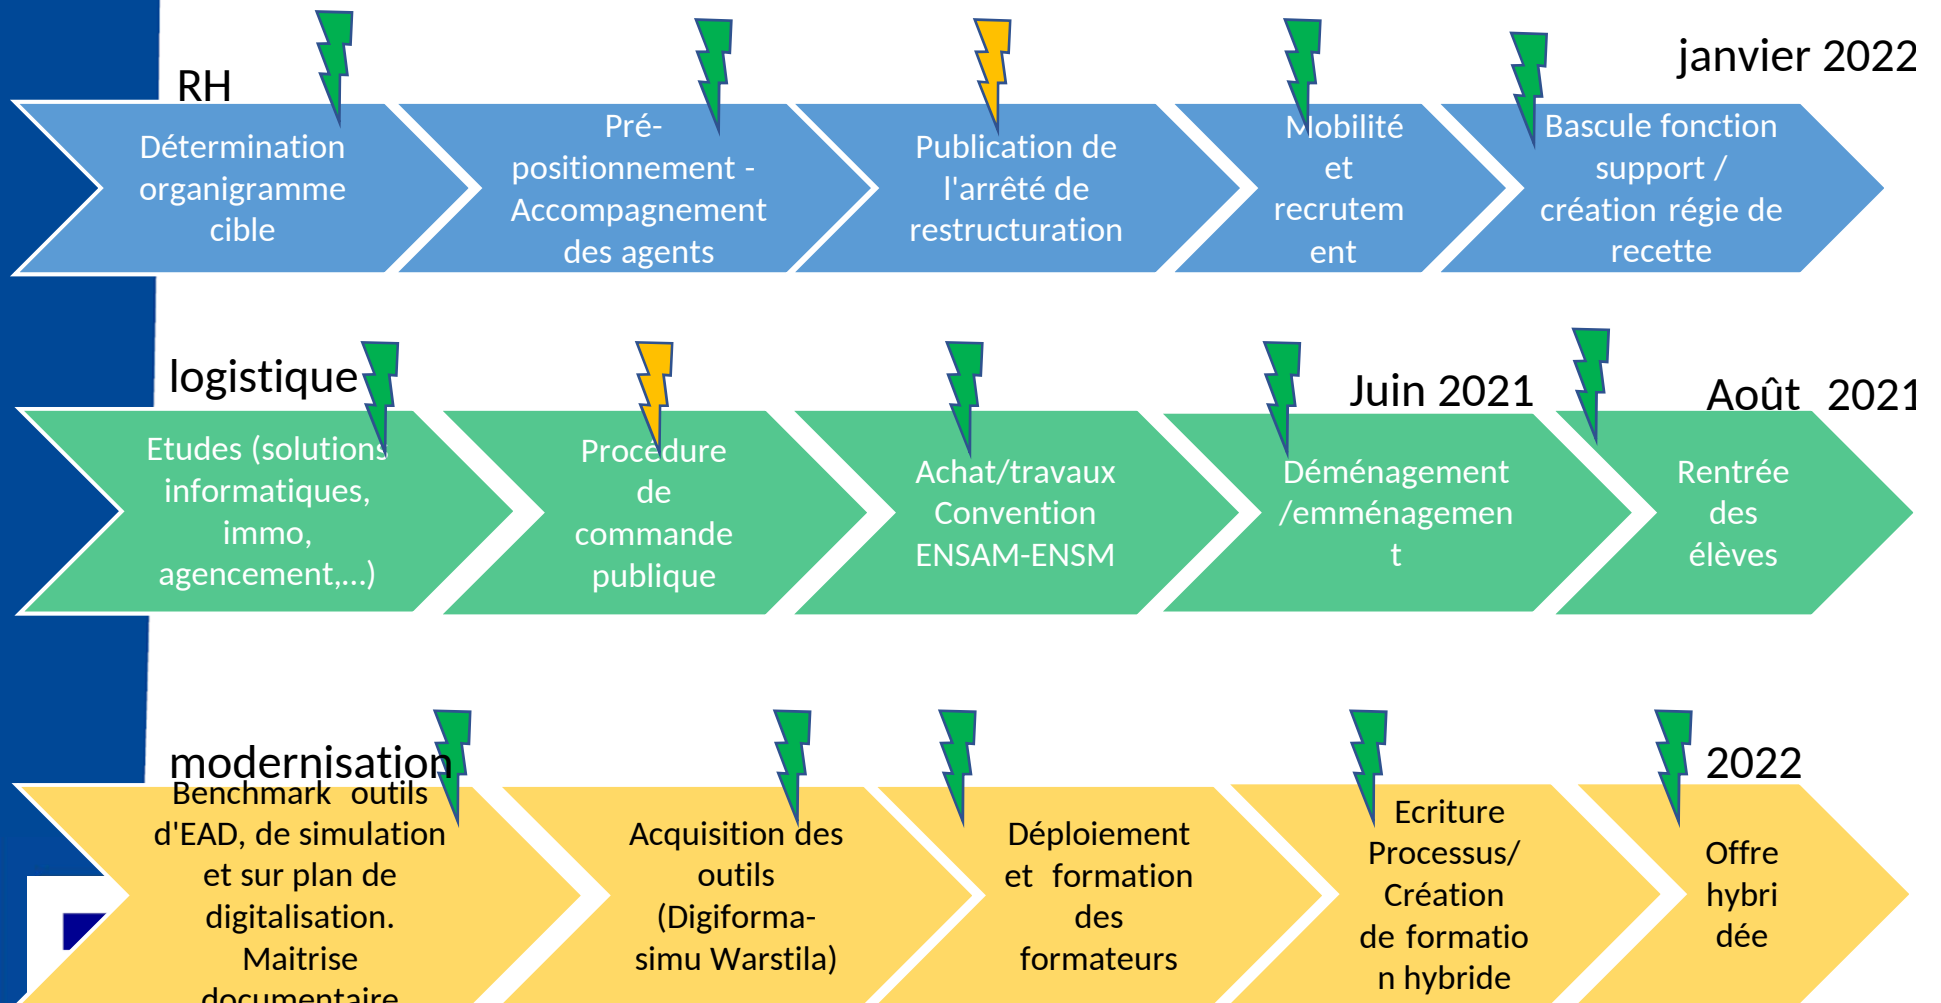 RH
janvier 2022
Détermination
organigramme
cible
Pré-
positionnement -
Accompagnement
des agents
Publication de
l'arrêté de
restructuration
Mobilité
et
recrutem
ent
Bascule fonction
support /
création régie de
recette
logistique
Juin 2021
Août 2021
Etudes (solutions
informatiques,
immo,
agencement,...)
Procédure
de
commande
publique
Achat/travaux
Convention
ENSAM-ENSM
Déménagement
/emménagemen
t
Rentrée
des
élèves
modernisation
2022
Benchmark outils
d'EAD, de simulation
et sur plan de
digitalisation.
Maitrise
documentaire
Acquisition des
outils
(Digiforma-
simu Warstila)
Déploiement
et formation
des
formateurs
Ecriture
Processus/
Création
de formatio
n hybride
Offre
hybri
dée